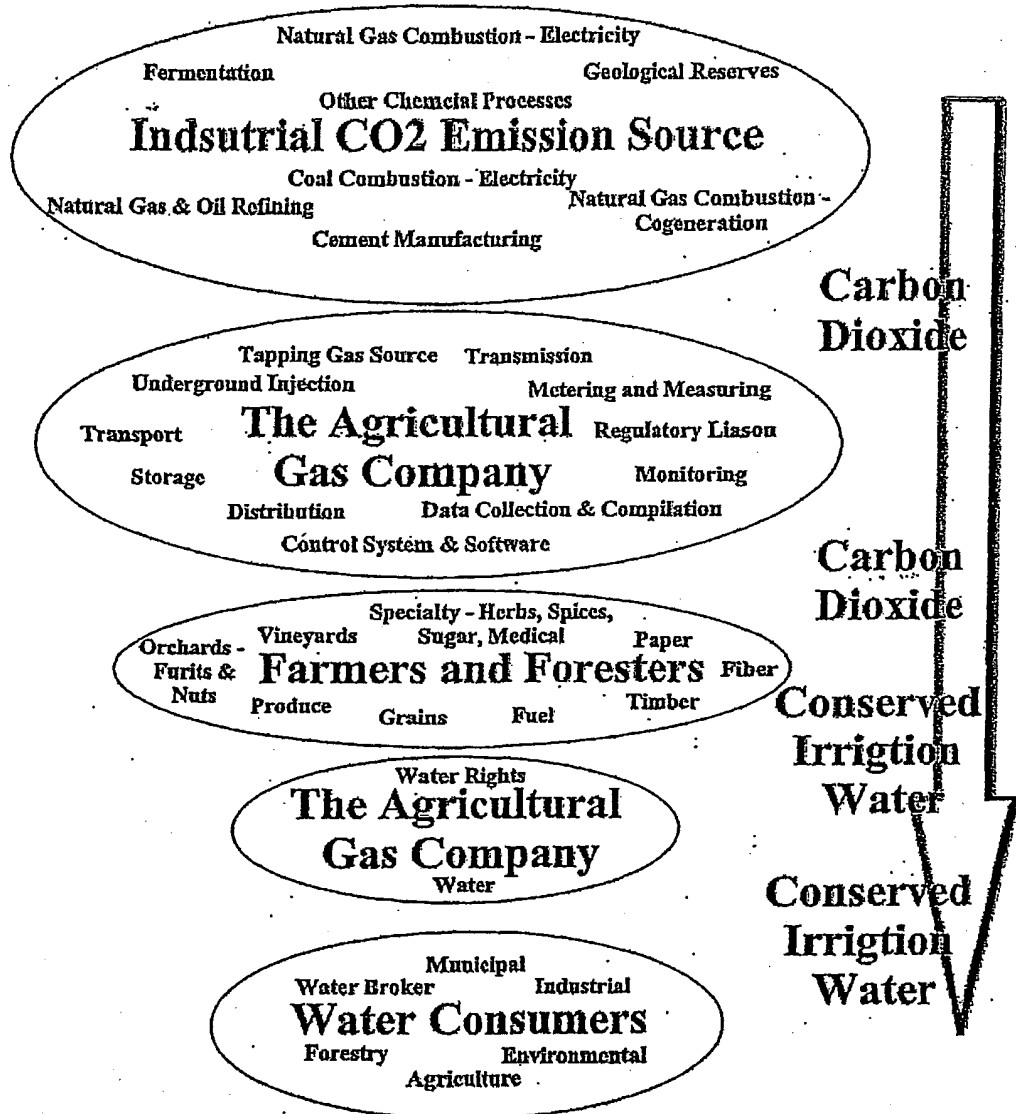 Natural Gas Combustion - Electricity
Fermentation
Geological Reserves
Other Chemcial Processes
Indsutrial CO2 Emission Source
Coal Combustion - Electricity
Natural Gas & Oil Refining
Natural Gas Combustion -
Cogeneration
Cement Manufacturing
Carbon
Dioxide
Tapping Gas Source
Transmission
Underground Injection
Metering and Measuring
The Agricultural
Gas Company
Transport
Regulatory Liason
Storage
Monitoring
Distribution
Data Collection & Compilation
Control System & Software
Carbon
Dioxide
Specialty - Herbs, Spices,
Sugar, Medical
Vineyards
Paper
Orchards -
Furits &
Nuts
Farmers and Foresters
Fiber
Produce
Grains
Fuel
Timber
Conserved
Irrigtion
Water
Water Rights
The Agricultural
Gas Company
Water
Conserved
Irrigtion
Water
Municipal
Water Broker
Industrial
Water Consumers
Forestry
Environmental
Agriculture